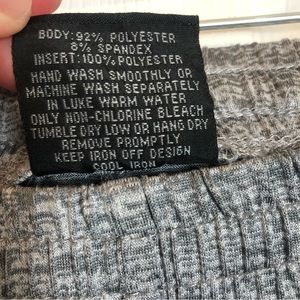 BODY: 92% POLYESTER
8% SPANDEX
INSERT: 100% POLYESTER
HAND WASH SMOOTHLY OR
MACHINE WASH SEPARATELY
IN LUKE WARM WATER
ONLY NON-CHLORINE BLEACH
TUMBLE DRY LOW OR HANG DRY
REMOVE PROMPTLY
KEEP IRON OFF DESIGN
COOL IRON